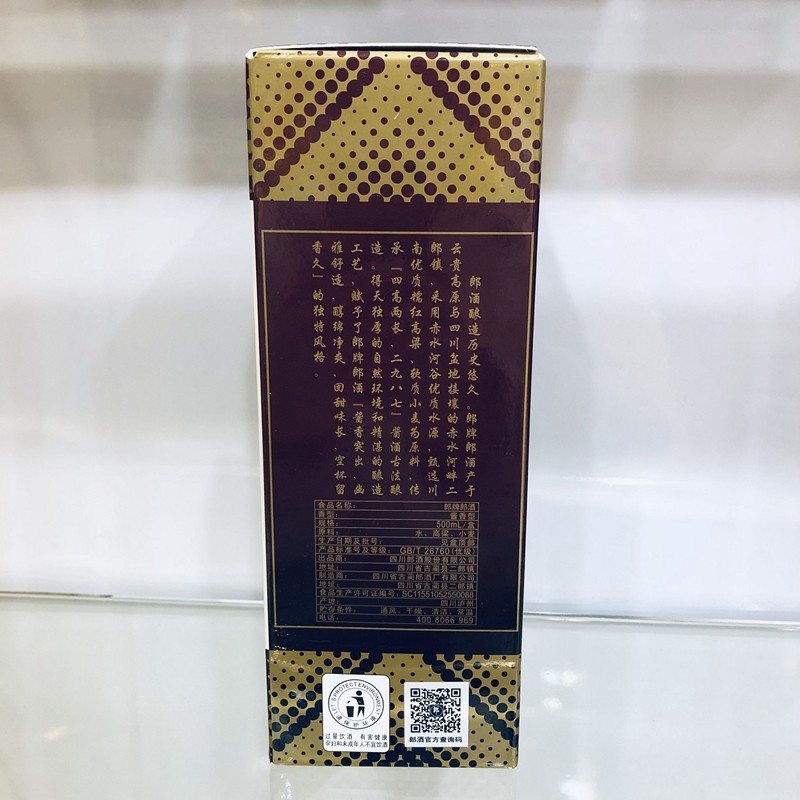 郎酒酿造历史悠久。郎牌郎酒产于
云贵高原与四川盆地接壤的赤水河畔二
郎镇，采用赤水河谷优质水源，甄选川
南优质糯红高粱、软质小麦为原料，传
承『四高两长，二九八七』酱酒古法酿
造。得天独厚的自然环境和精湛的酿造
工艺，赋予了郎牌郎酒『酱香突出，幽
雅舒适，醇绵净爽，回甜味长，空杯留
香久』的独特风格。
食品名称： 郎牌郎酒
香型： 酱香型
规格： 500mL/盒
原料： 水、高粱、小麦
生产日期及批号： 见盒顶部
产品标准号及等级： GB/T 26760(优级)
出品商： 四川郎酒股份有限公司
地址： 四川省古蔺县二郎镇
制造商： 四川省古蔺郎酒厂有限公司
地址： 四川省古蔺县二郎镇
食品生产许可证编号：SC11551052550088
产地： 四川泸州
贮存条件： 通风、干燥、清洁、常温
电话： 400 8066 969
LET'S PROTECT ENVIRONMENT
请保护环境
过量饮酒 有害健康
孕妇和未成年人不宜饮酒
郎酒官方查询码